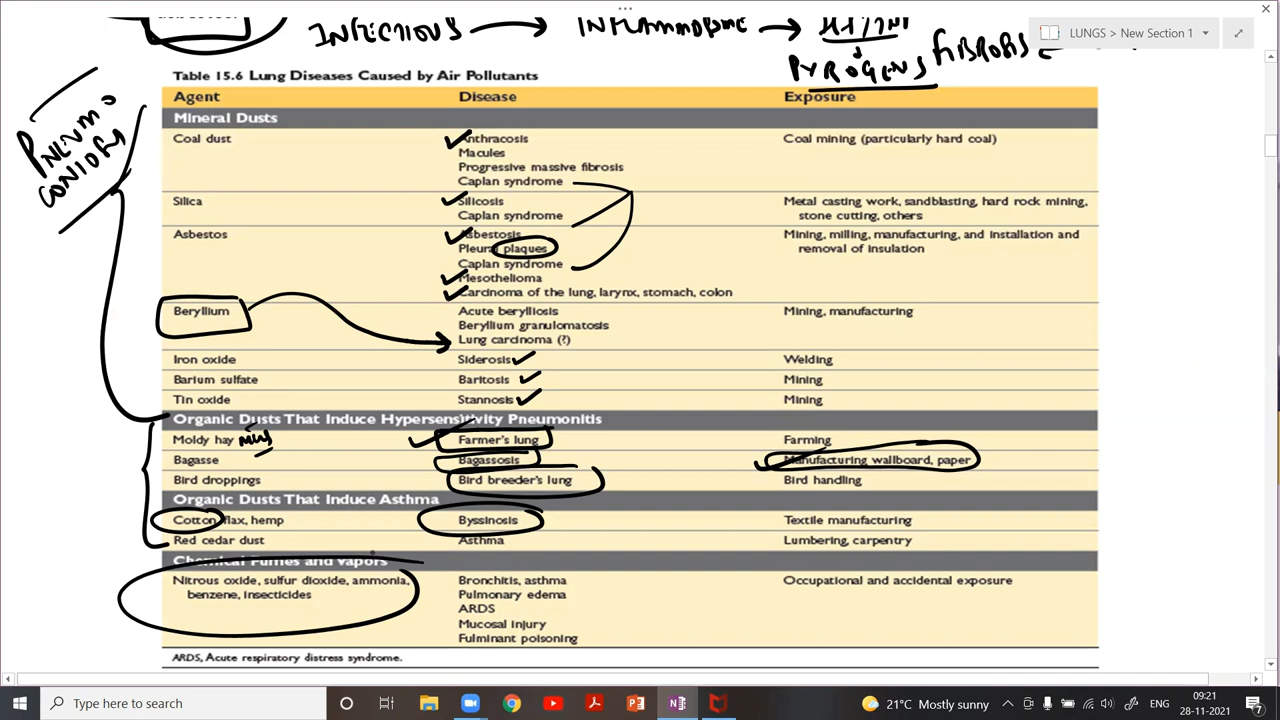 INFECTIOUS
LUNGS > New Section 1
PYROGENS
FIBROSIS
Table 15.6 Lung Diseases Caused by Air Pollutants
Agent Disease Exposure
Mineral Dusts
Coal dust Anthracosis Coal mining (particularly hard coal)
Macules
Progressive massive fibrosis
Caplan syndrome
Silica Silicosis Metal casting work, sandblasting, hard rock mining,
Caplan syndrome stone cutting, others
Asbestos Asbestosis Mining, milling, manufacturing, and installation and
Pleural plaques removal of insulation
Caplan syndrome
Mesothelioma
Carcinoma of the lung, larynx, stomach, colon
Beryllium Acute berylliosis Mining, manufacturing
Beryllium granulomatosis
Lung carcinoma (?)
Iron oxide Siderosis Welding
Barium sulfate Baritosis Mining
Tin oxide Stannosis Mining
Organic Dusts That Induce Hypersensitivity Pneumonitis
Moldy hay Farmer's lung Farming
Bagasse Bagassosis Manufacturing wallboard, paper
Bird droppings Bird breeder's lung Bird handling
Organic Dusts That Induce Asthma
Cotton, flax, hemp Byssinosis Textile manufacturing
Red cedar dust Asthma Lumbering, carpentry
Chemical Fumes and Vapors
Nitrous oxide, sulfur dioxide, ammonia, Bronchitis, asthma Occupational and accidental exposure
benzene, insecticides Pulmonary edema
ARDS
Mucosal injury
Fulminant poisoning
ARDS, Acute respiratory distress syndrome.
Type here to search
21°C Mostly sunny
ENG
09:21
28-11-2021
7